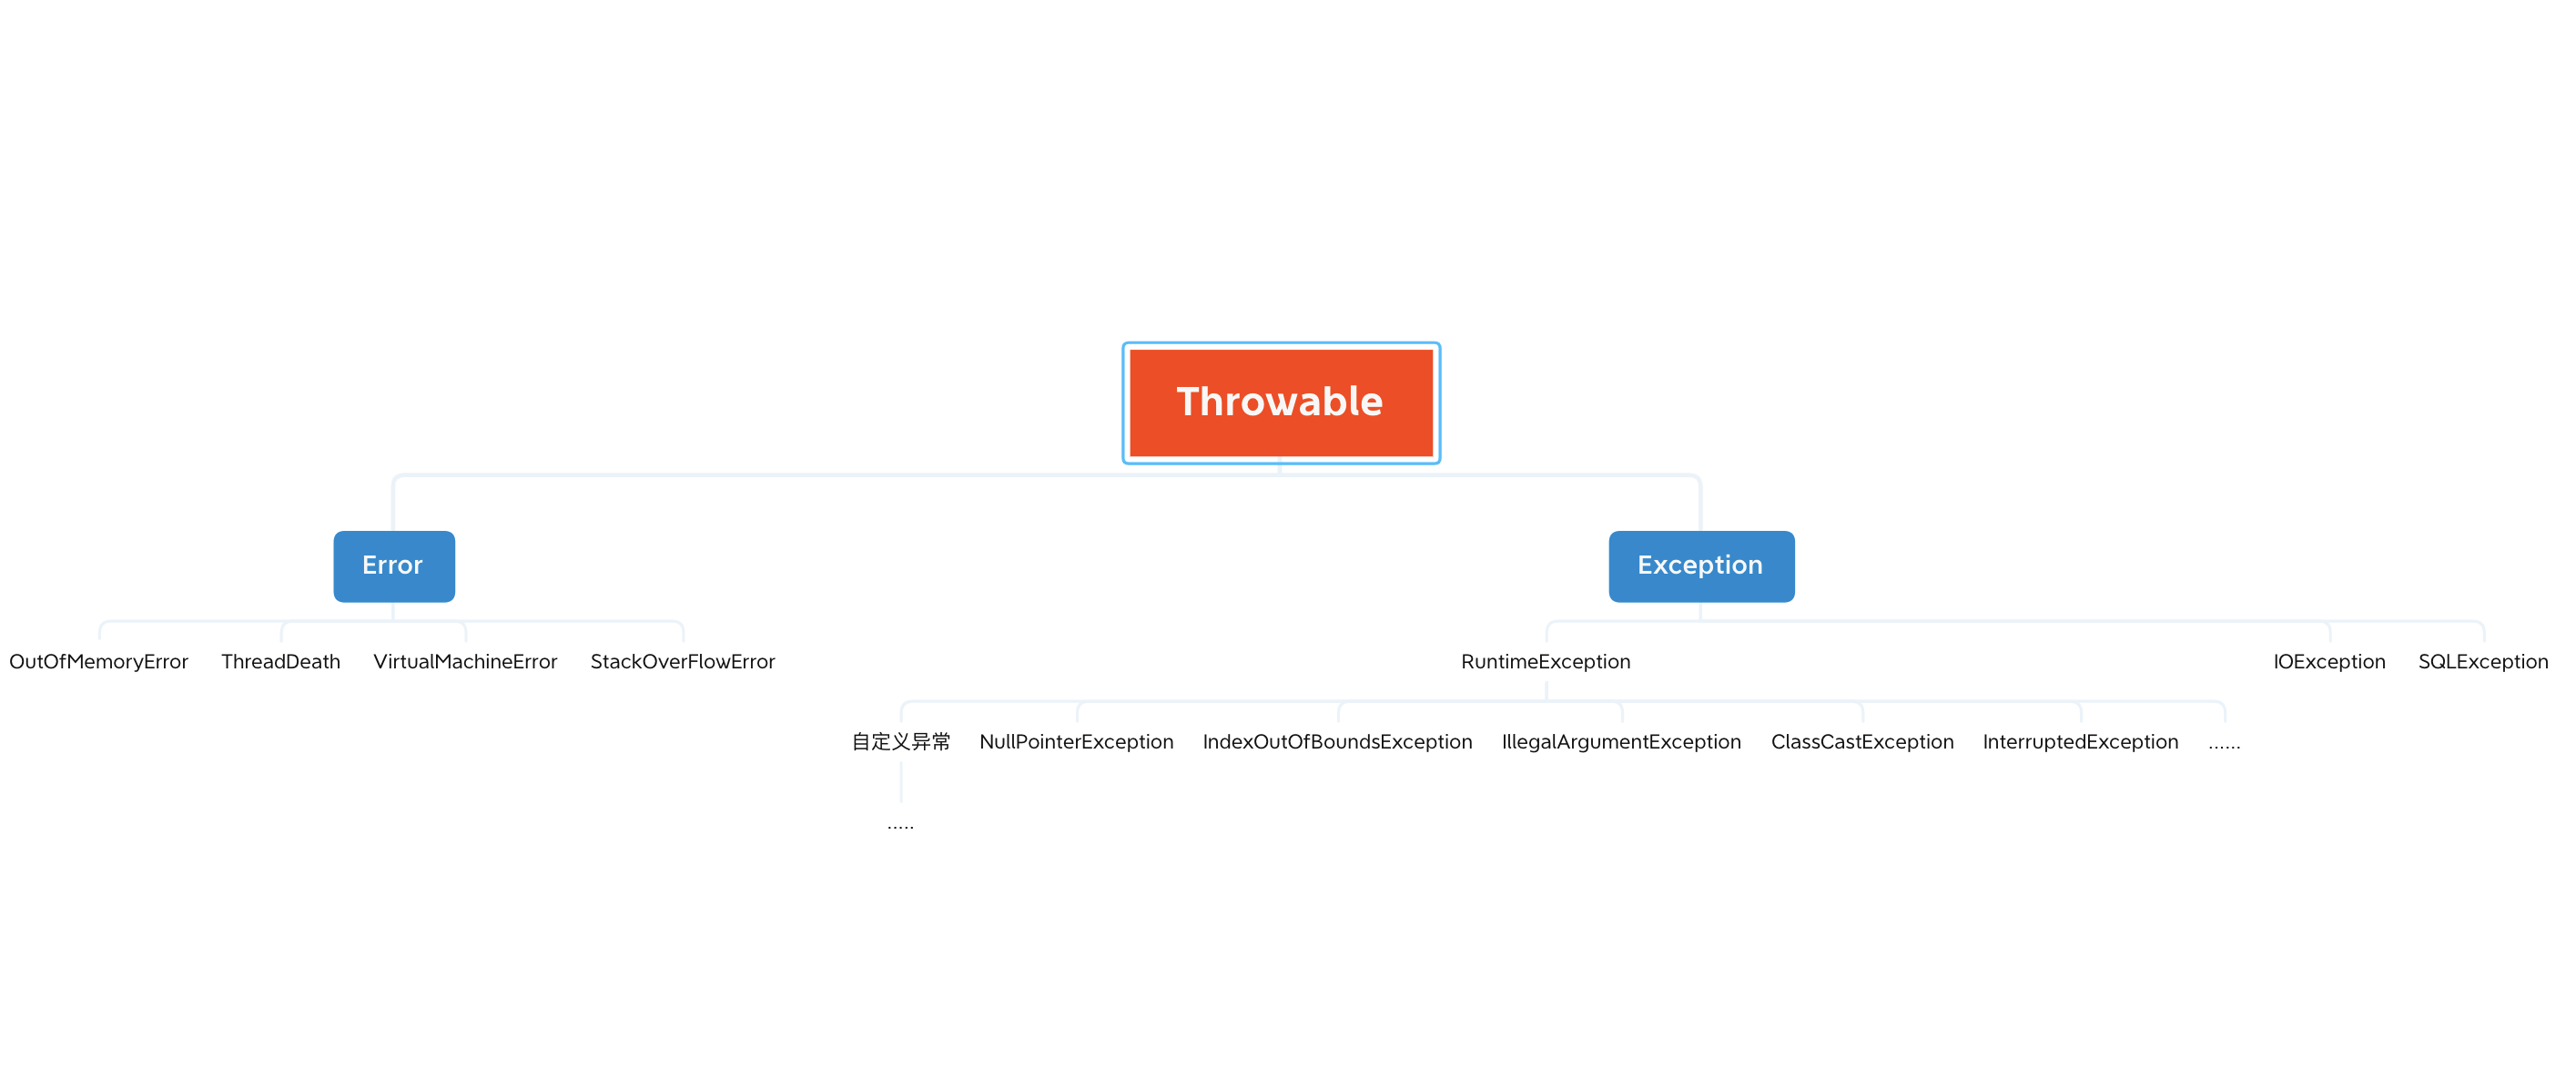 Throwable
Error
Exception
OutOfMemoryError
ThreadDeath
VirtualMachineError
StackOverFlowError
RuntimeException
IOException
SQLException
自定义异常
NullPointerException
IndexOutOfBoundsException
IllegalArgumentException
ClassCastException
InterruptedException
......
.....